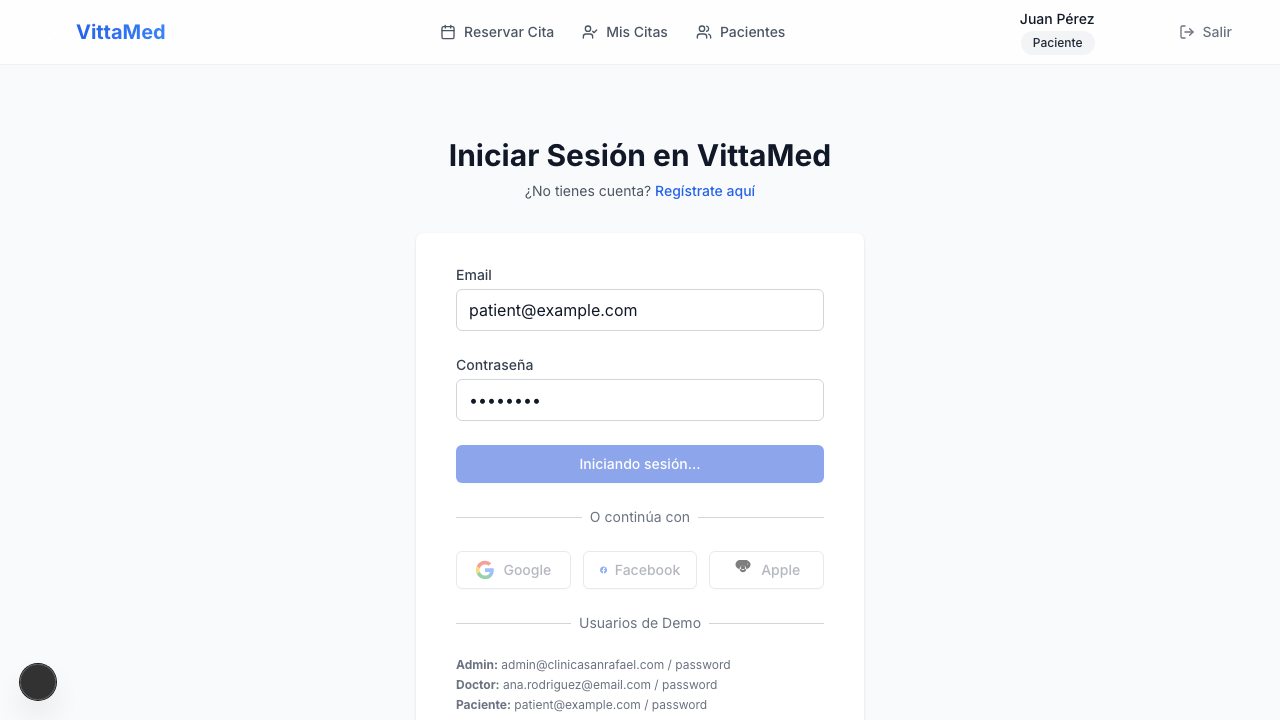 VittaMed
Reservar Cita
Mis Citas
Pacientes
Juan Pérez
Paciente
Salir
Iniciar Sesión en VittaMed
¿No tienes cuenta? Regístrate aquí
Email
patient@example.com
Contraseña
••••••••
Iniciando sesión...
O continúa con
Google
Facebook
Apple
Usuarios de Demo
Admin: admin@clinicasanrafael.com / password
Doctor: ana.rodriguez@email.com / password
Paciente: patient@example.com / password